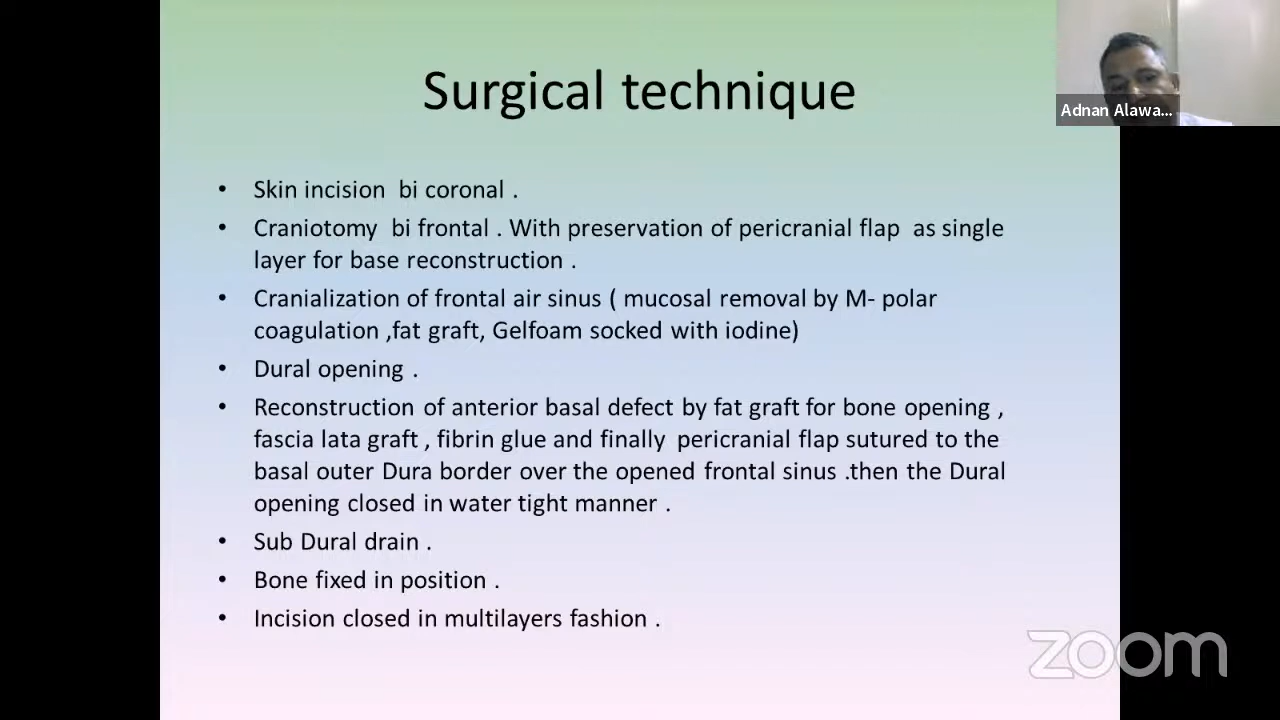 Surgical technique
Adnan Alawa...
• Skin incision bi coronal .
• Craniotomy bi frontal . With preservation of pericranial flap as single
layer for base reconstruction .
• Cranialization of frontal air sinus ( mucosal removal by M- polar
coagulation ,fat graft, Gelfoam socked with iodine)
• Dural opening .
• Reconstruction of anterior basal defect by fat graft for bone opening ,
fascia lata graft , fibrin glue and finally pericranial flap sutured to the
basal outer Dura border over the opened frontal sinus .then the Dural
opening closed in water tight manner .
• Sub Dural drain .
• Bone fixed in position .
• Incision closed in multilayers fashion .
zoom